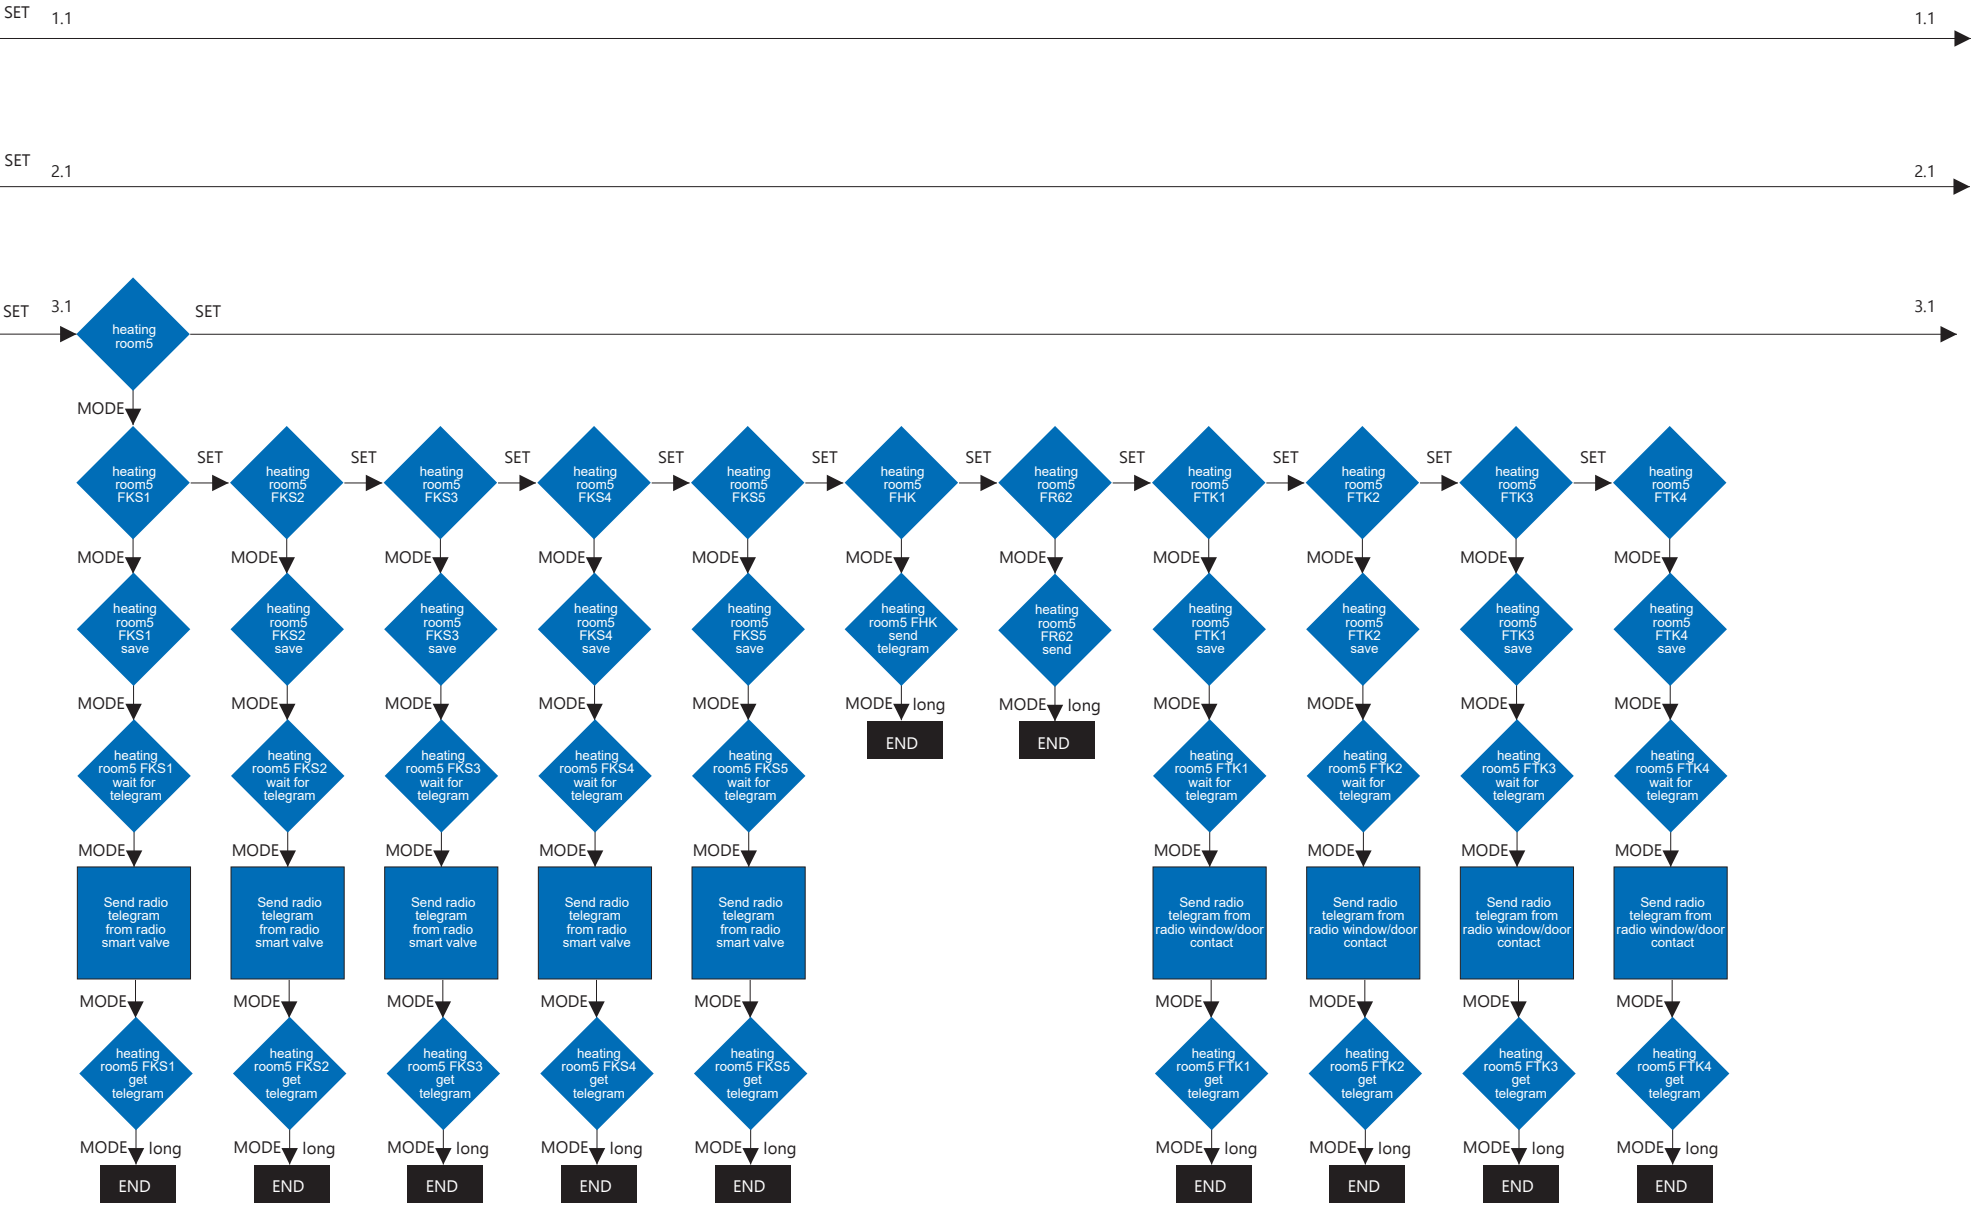 SET 1.1 1.1
SET 2.1 2.1
SET 3.1 SET 3.1
heating
room5
MODE
heating SET heating SET heating SET heating SET heating SET heating SET heating SET heating SET heating SET heating SET heating
room5 room5 room5 room5 room5 room5 room5 room5 room5 room5 room5
FKS1 FKS2 FKS3 FKS4 FKS5 FHK FR62 FTK1 FTK2 FTK3 FTK4
MODE MODE MODE MODE MODE MODE MODE MODE MODE MODE MODE
heating heating heating heating heating heating heating heating heating heating heating
room5 room5 room5 room5 room5 room5 FHK room5 room5 room5 room5 room5
FKS1 FKS2 FKS3 FKS4 FKS5 send FR62 FTK1 FTK2 FTK3 FTK4
save save save save save telegram send save save save save
MODE MODE MODE MODE MODE MODE long MODE long MODE MODE MODE MODE
END END
heating heating heating heating heating heating heating heating heating
room5 FKS1 room5 FKS2 room5 FKS3 room5 FKS4 room5 FKS5 room5 FTK1 room5 FTK2 room5 FTK3 room5 FTK4
wait for wait for wait for wait for wait for wait for wait for wait for wait for
telegram telegram telegram telegram telegram telegram telegram telegram telegram
MODE MODE MODE MODE MODE MODE MODE MODE MODE
Send radio Send radio Send radio Send radio Send radio Send radio Send radio Send radio Send radio
telegram telegram telegram telegram telegram telegram from telegram from telegram from telegram from
from radio from radio from radio from radio from radio radio window/door radio window/door radio window/door radio window/door
smart valve smart valve smart valve smart valve smart valve contact contact contact contact
MODE MODE MODE MODE MODE MODE MODE MODE MODE
heating heating heating heating heating heating heating heating heating
room5 FKS1 room5 FKS2 room5 FKS3 room5 FKS4 room5 FKS5 room5 FTK1 room5 FTK2 room5 FTK3 room5 FTK4
get get get get get get get get get
telegram telegram telegram telegram telegram telegram telegram telegram telegram
MODE long MODE long MODE long MODE long MODE long MODE long MODE long MODE long MODE long
END END END END END END END END END